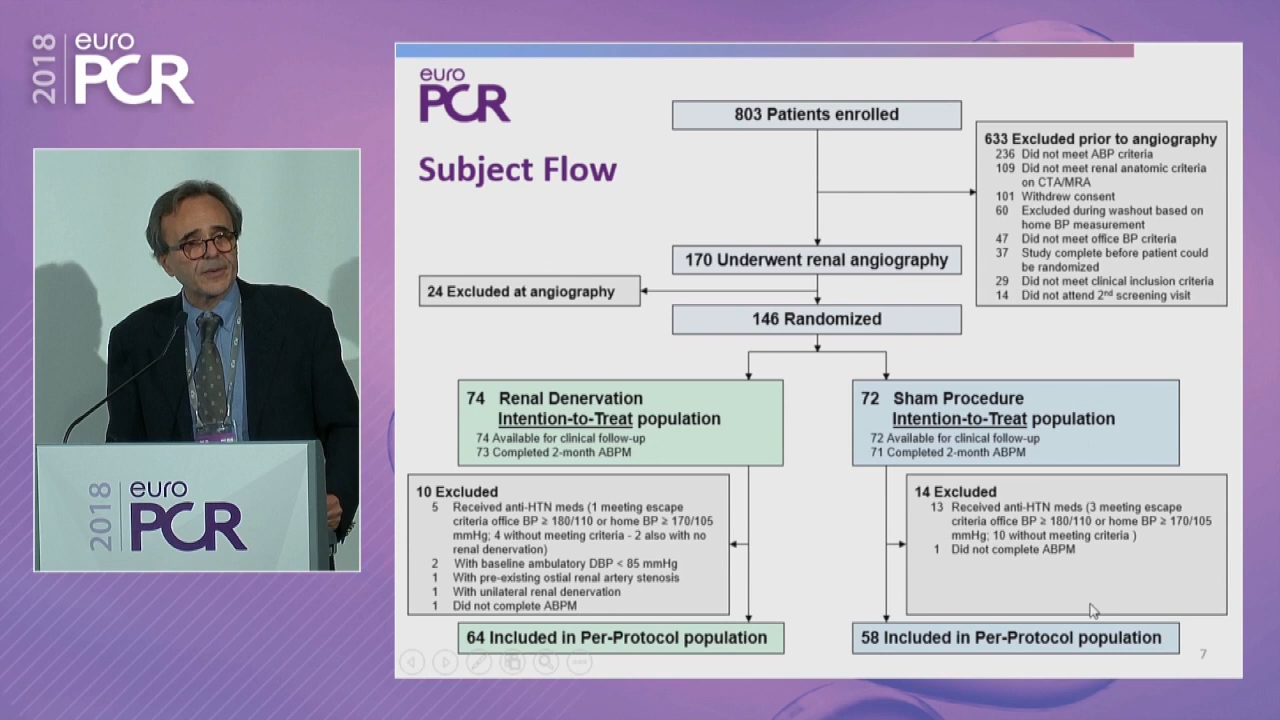 2018
euro
PCR
euro
PCR
Subject Flow
803 Patients enrolled
633 Excluded prior to angiography
236 Did not meet ABP criteria
109 Did not meet renal anatomic criteria
on CTA/MRA
101 Withdrew consent
60 Excluded during washout based on
home BP measurement
47 Did not meet office BP criteria
37 Study complete before patient could
be randomized
29 Did not meet clinical inclusion criteria
14 Did not attend 2nd screening visit
170 Underwent renal angiography
24 Excluded at angiography
146 Randomized
74 Renal Denervation
Intention-to-Treat population
74 Available for clinical follow-up
73 Completed 2-month ABPM
72 Sham Procedure
Intention-to-Treat population
72 Available for clinical follow-up
71 Completed 2-month ABPM
10 Excluded
5 Received anti-HTN meds (1 meeting escape
criteria office BP ≥ 180/110 or home BP ≥ 170/105
mmHg; 4 without meeting criteria - 2 also with no
renal denervation)
2 With baseline ambulatory DBP < 85 mmHg
1 With pre-existing ostial renal artery stenosis
1 With unilateral renal denervation
1 Did not complete ABPM
14 Excluded
13 Received anti-HTN meds (3 meeting escape
criteria office BP ≥ 180/110 or home BP ≥ 170/105
mmHg; 10 without meeting criteria )
1 Did not complete ABPM
64 Included in Per-Protocol population
58 Included in Per-Protocol population
7
2018
euro
PCR